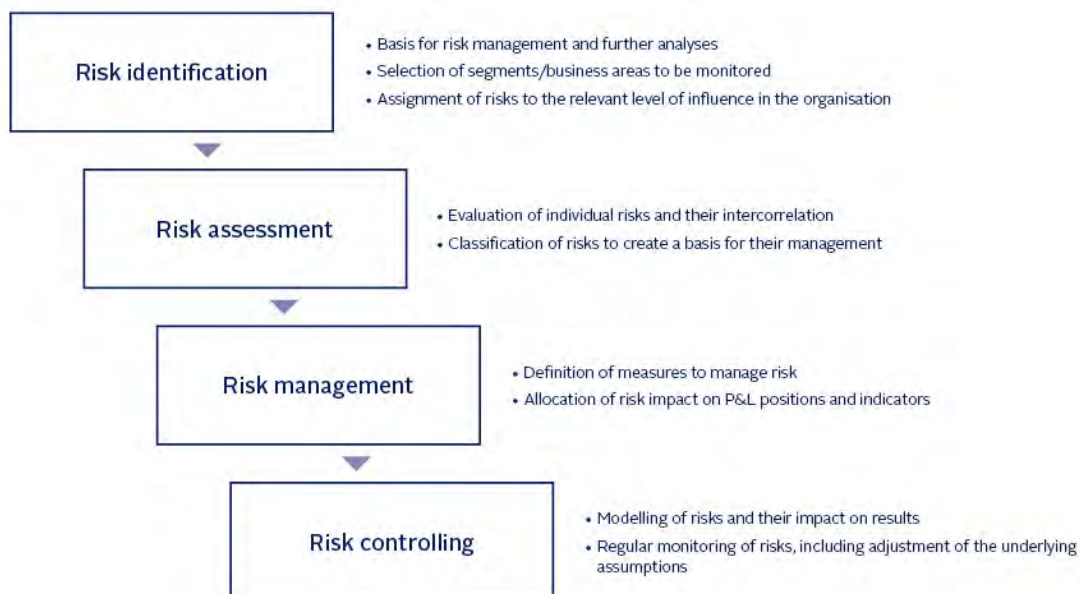 Risk identification
• Basis for risk management and further analyses
• Selection of segments/business areas to be monitored
• Assignment of risks to the relevant level of influence in the organisation
Risk assessment
• Evaluation of individual risks and their intercorrelation
• Classification of risks to create a basis for their management
Risk management
• Definition of measures to manage risk
• Allocation of risk impact on P&L positions and indicators
Risk controlling
• Modelling of risks and their impact on results
• Regular monitoring of risks, including adjustment of the underlying
assumptions